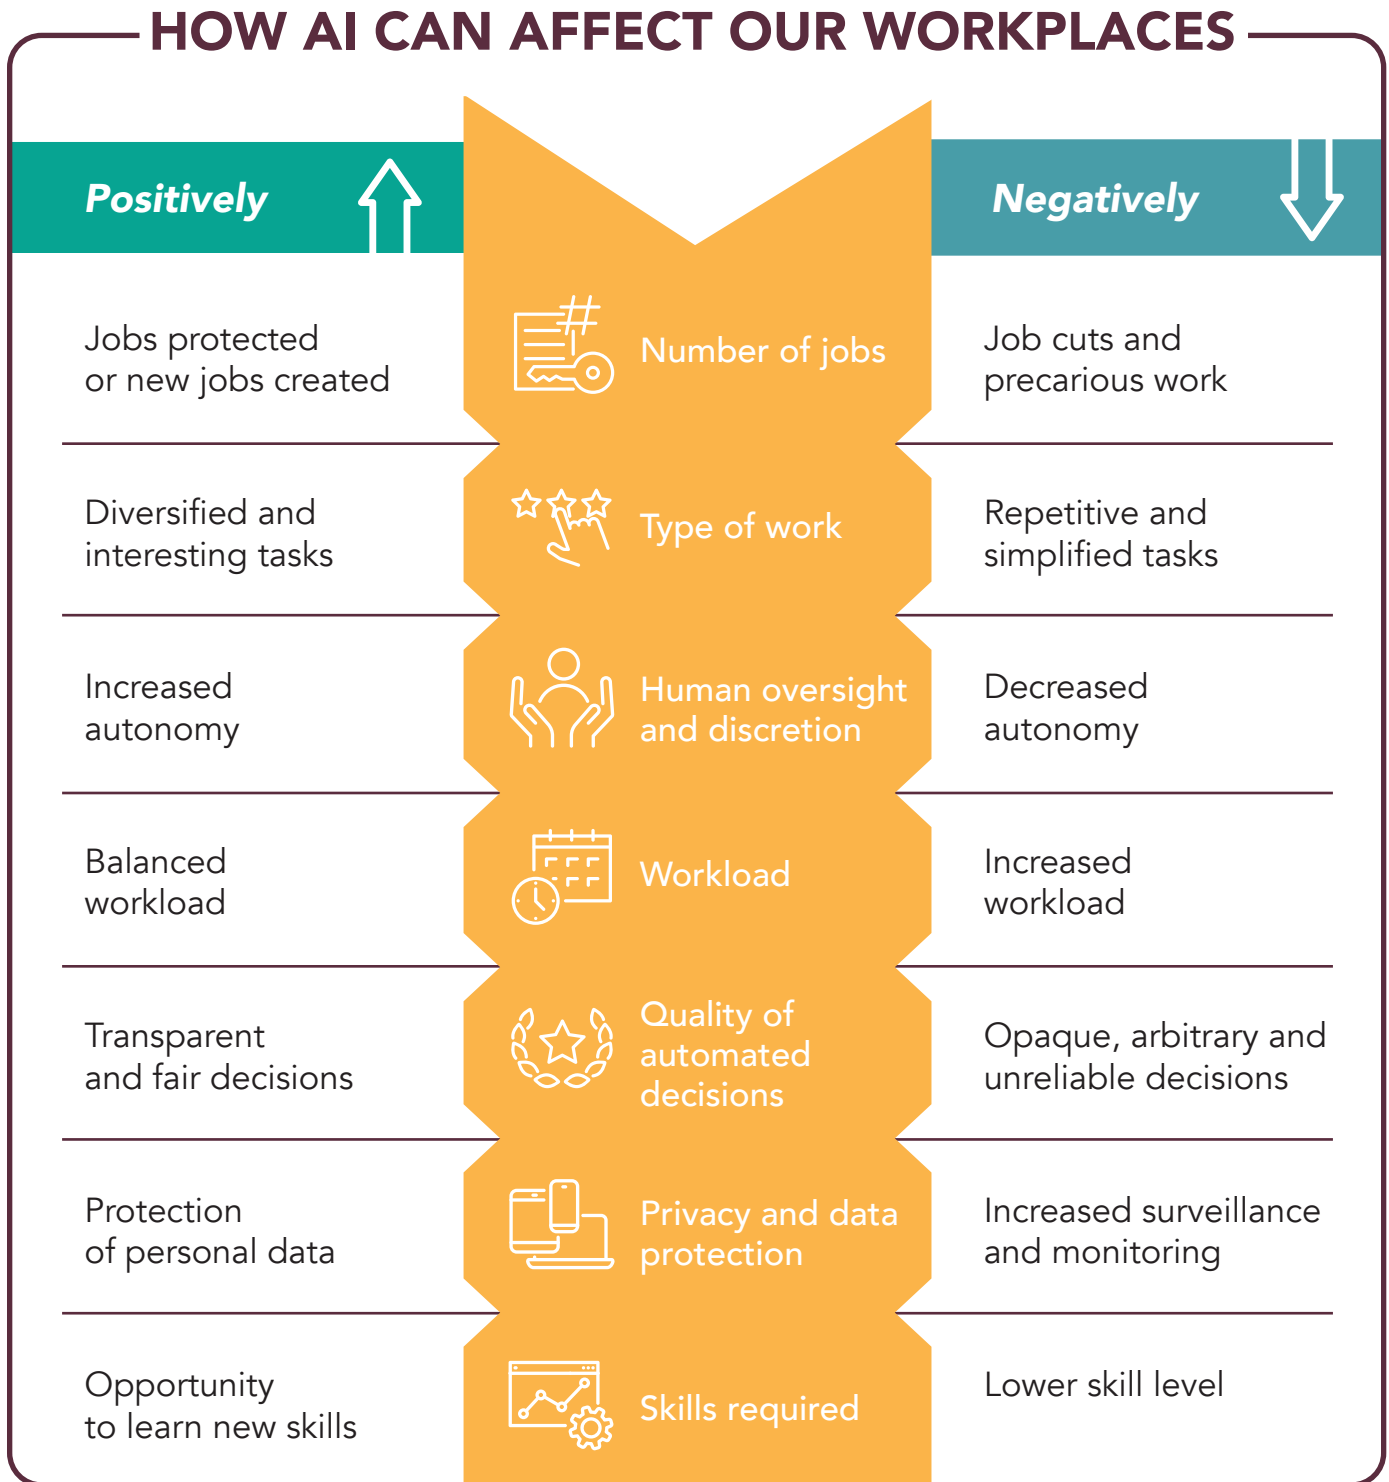 HOW AI CAN AFFECT OUR WORKPLACES
Positively
Negatively
Jobs protected
or new jobs created
Number of jobs
Job cuts and
precarious work
Diversified and
interesting tasks
Type of work
Repetitive and
simplified tasks
Increased
autonomy
Human oversight
and discretion
Decreased
autonomy
Balanced
workload
Workload
Increased
workload
Transparent
and fair decisions
Quality of
automated
decisions
Opaque, arbitrary and
unreliable decisions
Protection
of personal data
Privacy and data
protection
Increased surveillance
and monitoring
Opportunity
to learn new skills
Skills required
Lower skill level